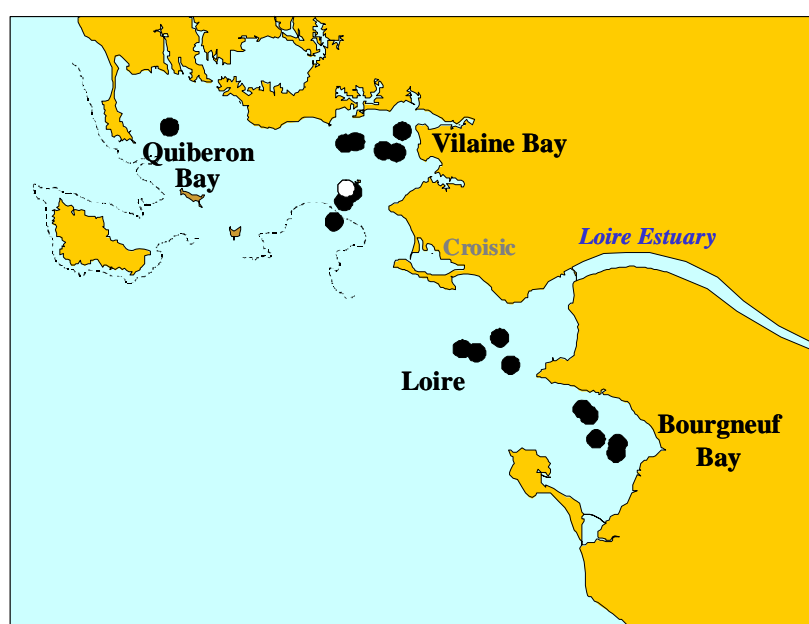 Quiberon
Bay
Vilaine Bay
Croisic
Loire Estuary
Loire
Bourgneuf
Bay